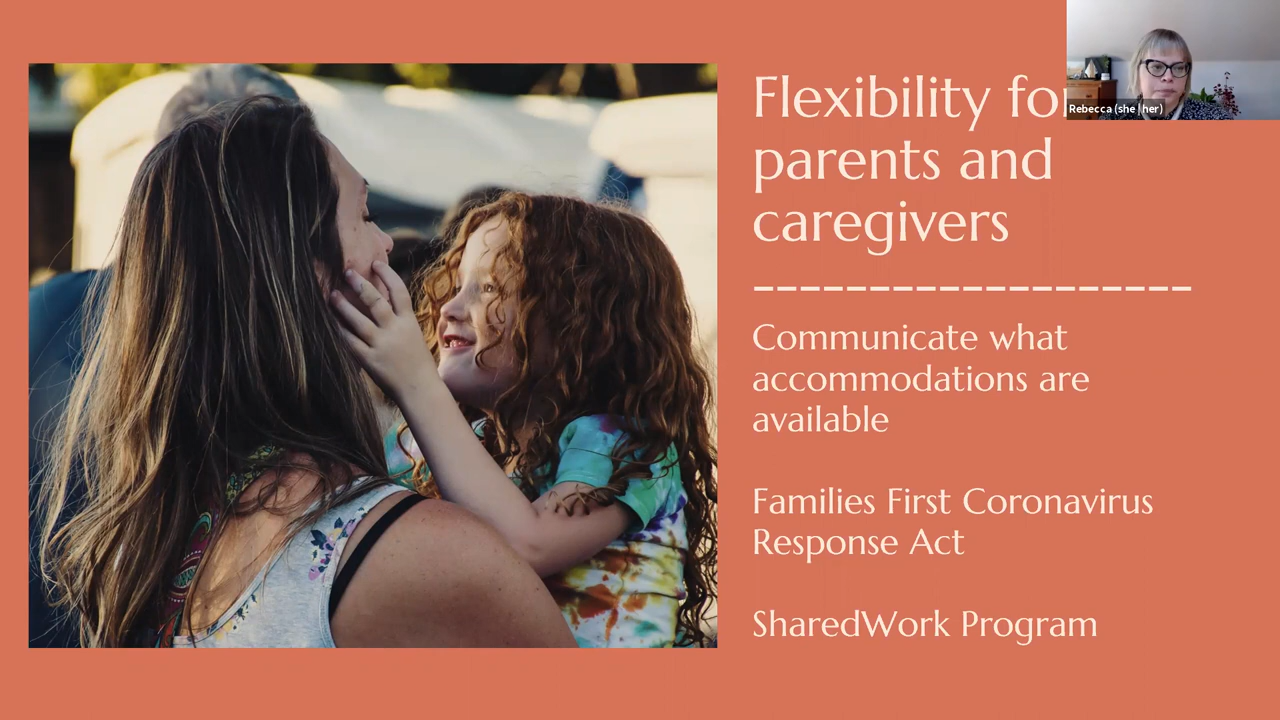 Flexibility for
parents and
caregivers
Communicate what
accommodations are
available
Families First Coronavirus
Response Act
SharedWork Program
Rebecca (she | her)